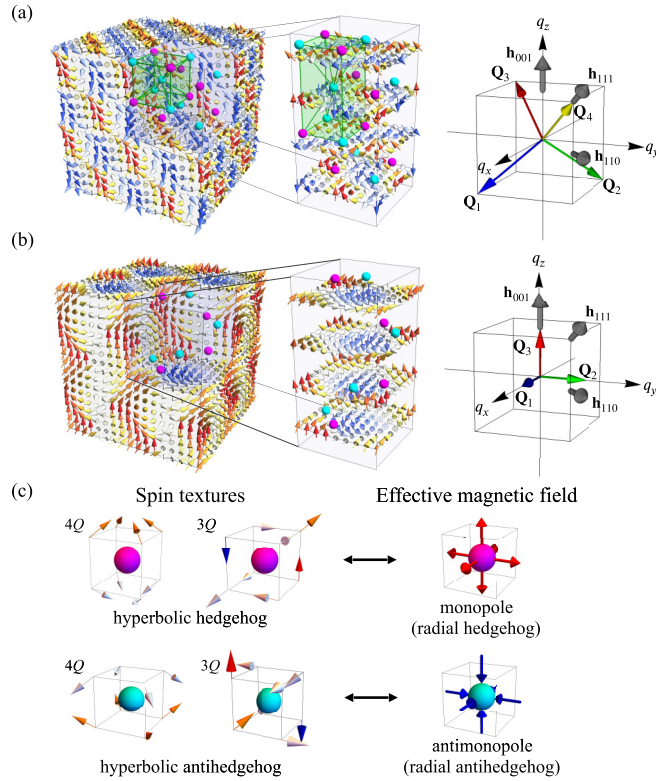 (a)
q_z
h_001
Q_3
h_111
Q_4
q_y
q_x
h_110
Q_1
Q_2
(b)
q_z
h_001
h_111
Q_3
Q_2
q_y
Q_1
q_x
h_110
(c)
Spin textures
Effective magnetic field
4Q
3Q
hyperbolic hedgehog
monopole
(radial hedgehog)
4Q
3Q
hyperbolic antihedgehog
antimonopole
(radial antihedgehog)